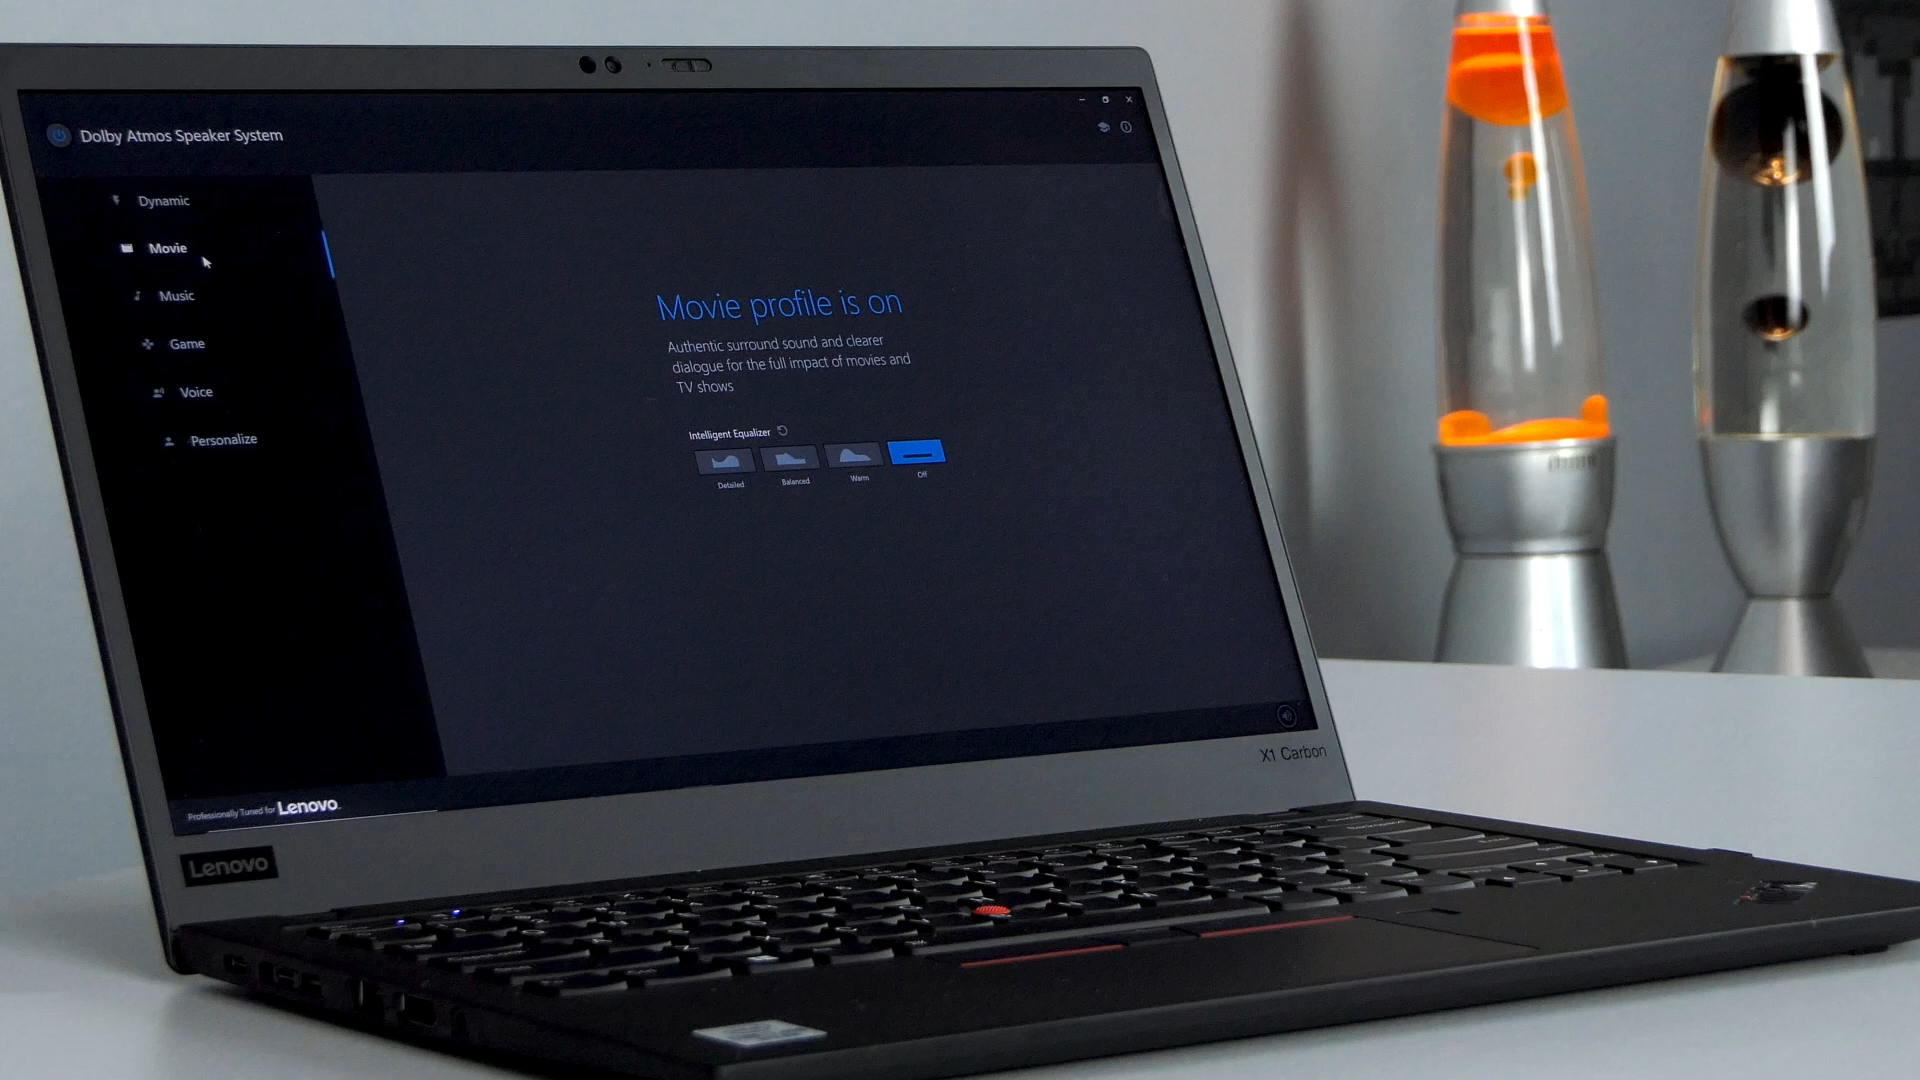 Dolby Atmos Speaker System
Dynamic
Movie
Music
Game
Voice
Personalize
Movie profile is on
Authentic surround sound and clearer
dialogue for the full impact of movies and
TV shows
Intelligent Equalizer
Detailed
Balanced
Warm
Off
Professionally Tuned for Lenovo
X1 Carbon
Lenovo